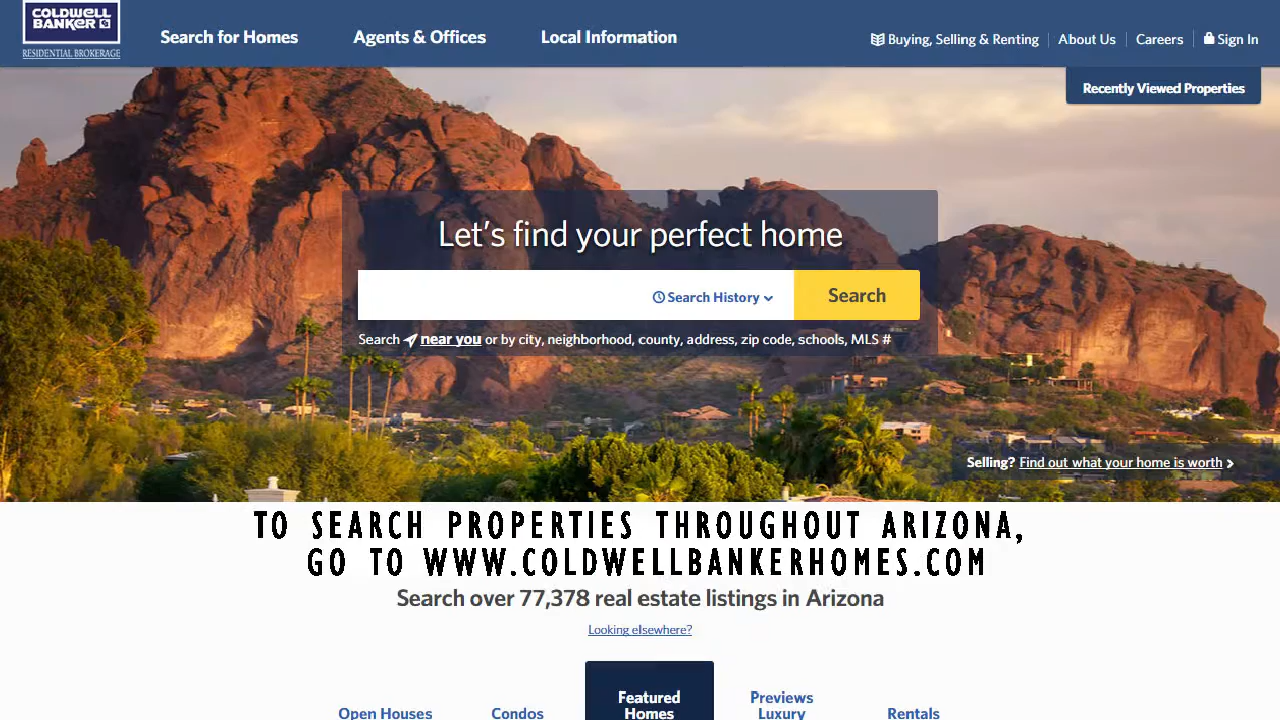 COLDWELL
BANKER
RESIDENTIAL BROKERAGE
Search for Homes
Agents & Offices
Local Information
Buying, Selling & Renting
About Us
Careers
Sign In
Recently Viewed Properties
Let's find your perfect home
Search History
Search
Search near you or by city, neighborhood, county, address, zip code, schools, MLS #
Selling? Find out what your home is worth
TO SEARCH PROPERTIES THROUGHOUT ARIZONA,
GO TO WWW.COLDWELLBANKERHOMES.COM
Search over 77,378 real estate listings in Arizona
Looking elsewhere?
Open Houses
Condos
Featured
Homes
Previews
Luxury
Rentals